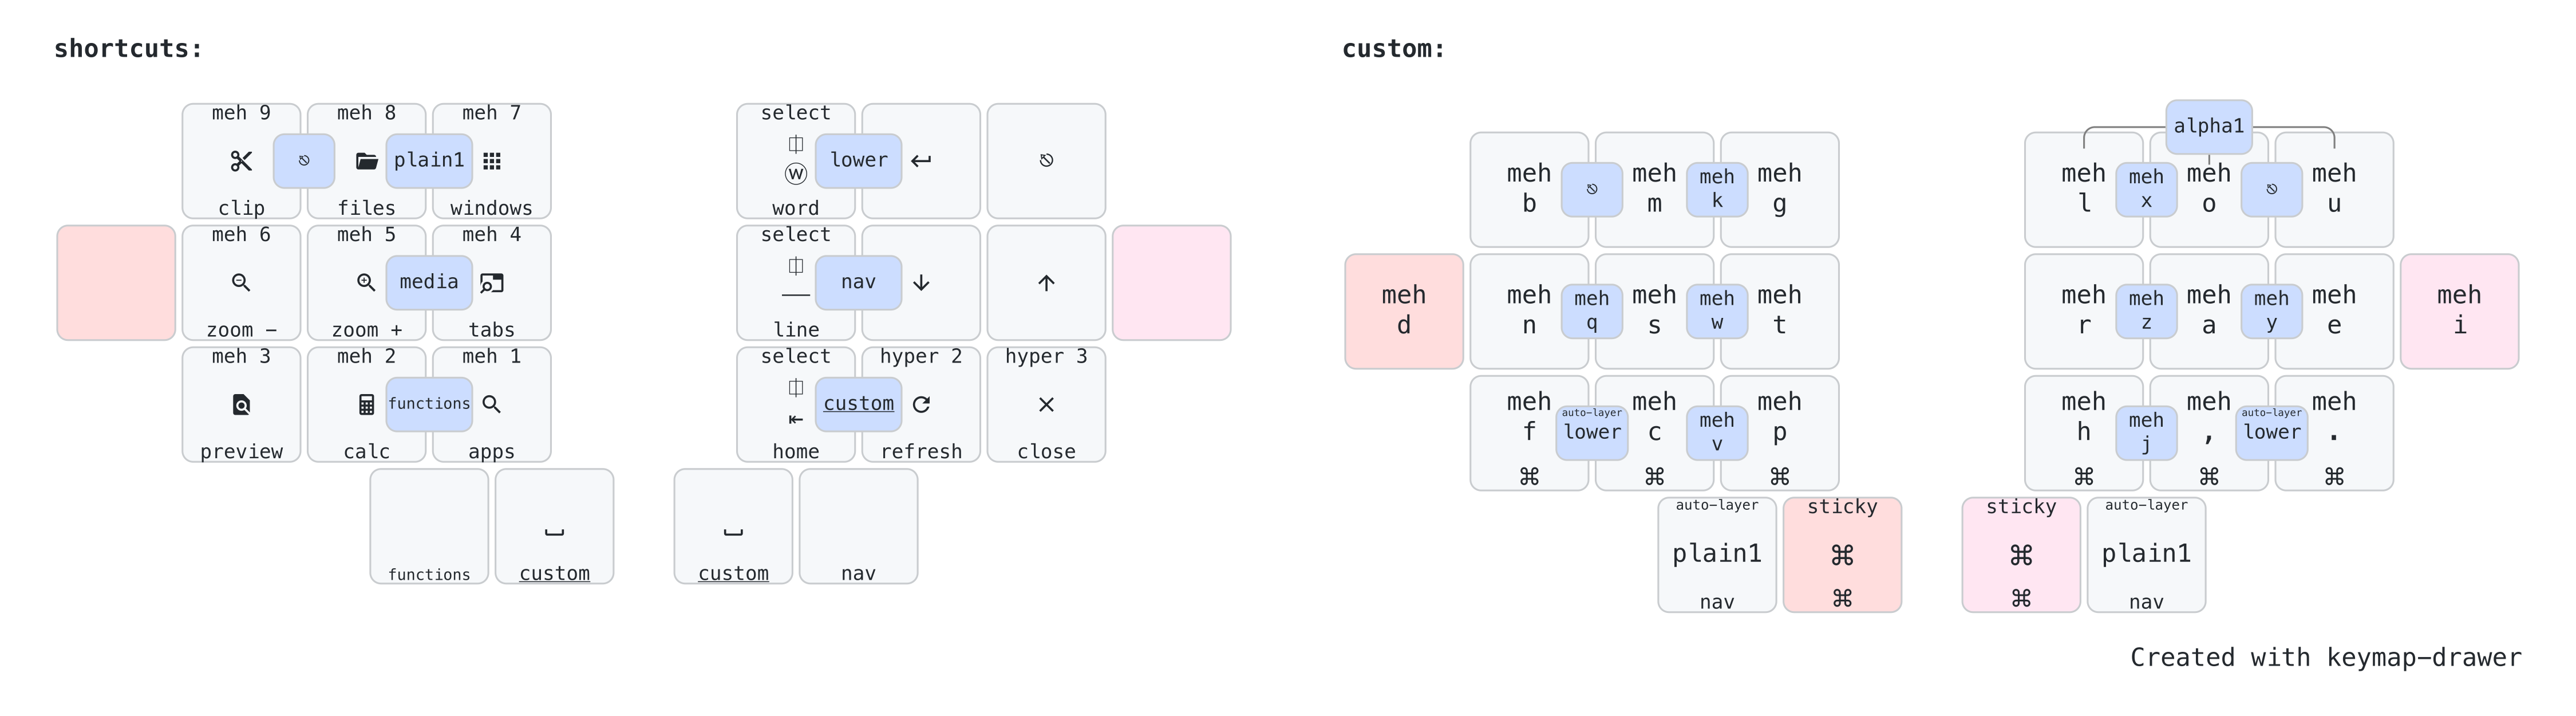 shortcuts:
meh 9 meh 8 meh 7
plain1
clip files windows
select
W lower
word
meh 6 meh 5 meh 4
media
zoom − zoom + tabs
select
nav
line
meh 3 meh 2 meh 1
functions
preview calc apps
select hyper 2 hyper 3
custom
home refresh close
functions custom custom nav
custom:
alpha1
meh b meh m meh k meh g
meh l meh x meh o meh u
meh d meh n meh q meh s meh w meh t
meh r meh z meh a meh y meh e meh i
meh f auto-layer lower meh c meh v meh p
⌘ ⌘ ⌘
meh h meh j meh , auto-layer lower meh .
⌘ ⌘ ⌘
auto-layer sticky sticky auto-layer
plain1 ⌘ ⌘ plain1
nav ⌘ ⌘ nav
Created with keymap-drawer